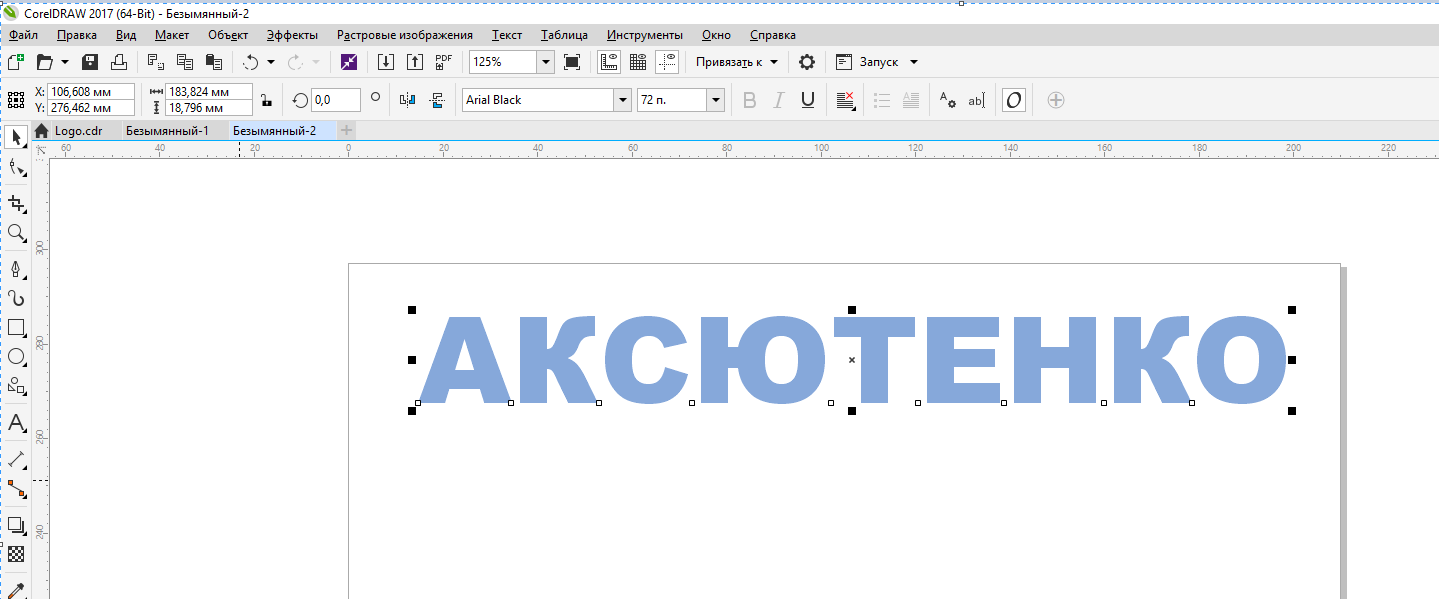 CorelDRAW 2017 (64-Bit) - Безымянный-2
Файл Правка Вид Макет Объект Эффекты Растровые изображения Текст Таблица Инструменты Окно Справка
PDF 125% Привязать к Запуск
X: 106,608 мм 183,824 мм 0,0 Arial Black 72 п. B I U ab O
Y: 276,462 мм 18,796 мм
Logo.cdr Безымянный-1 Безымянный-2
60 40 20 0 20 40 60 80 100 120 140 160 180 200 220
300
280
260
240
АКСЮТЕНКО